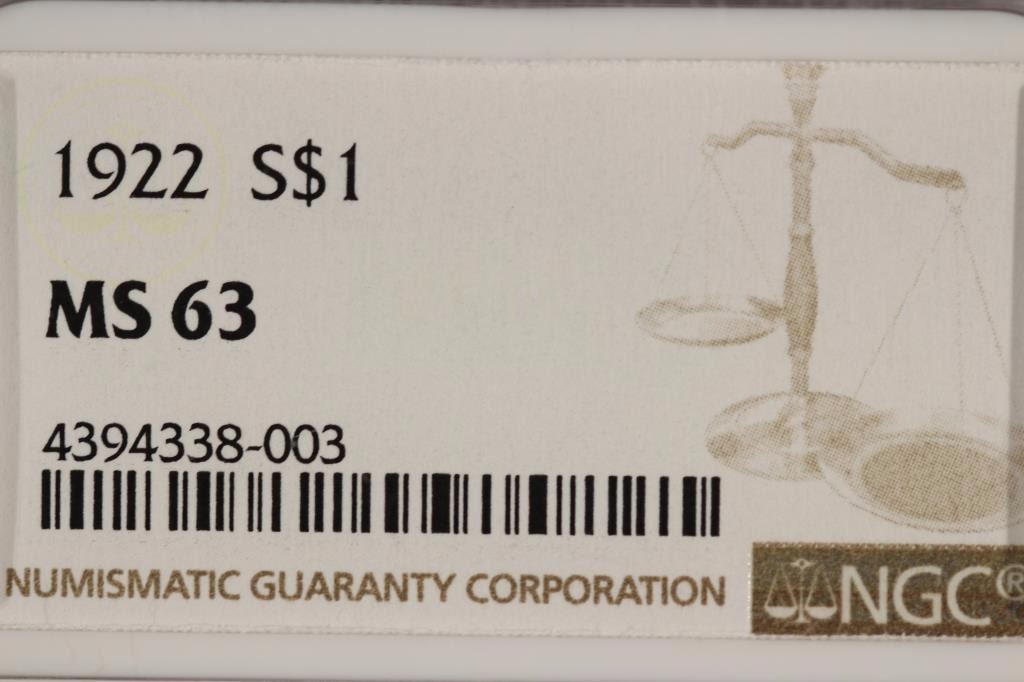 1922 S$1
MS 63
4394338-003
NUMISMATIC GUARANTY CORPORATION
NGC®